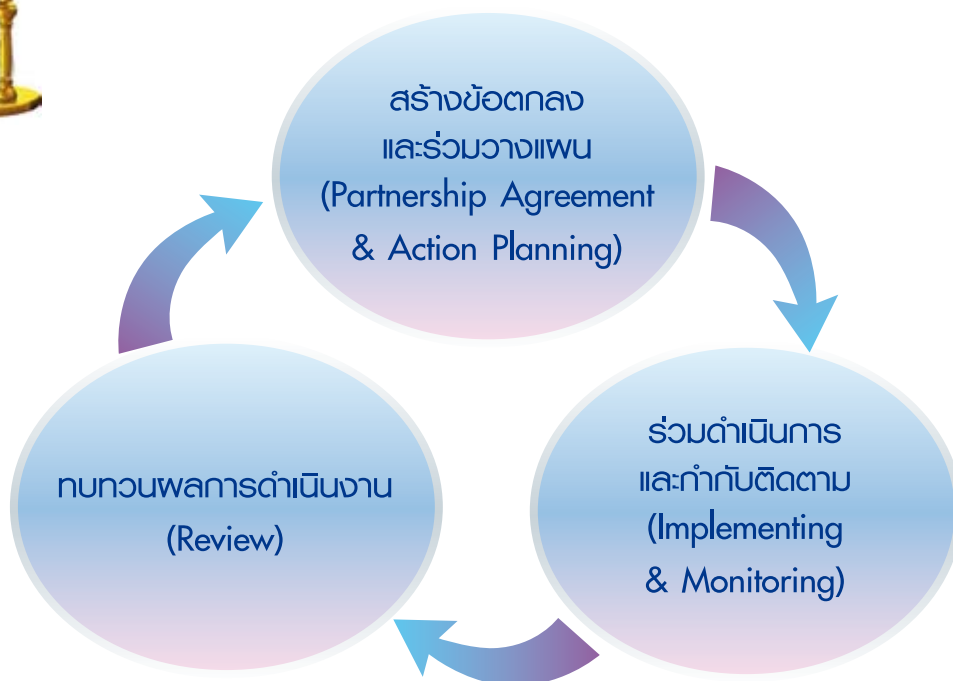 สร้างข้อตกลง
และร่วมวางแผน
(Partnership Agreement
& Action Planning)
ร่วมดำเนินการ
และกำกับติดตาม
(Implementing
& Monitoring)
ทบทวนผลการดำเนินงาน
(Review)